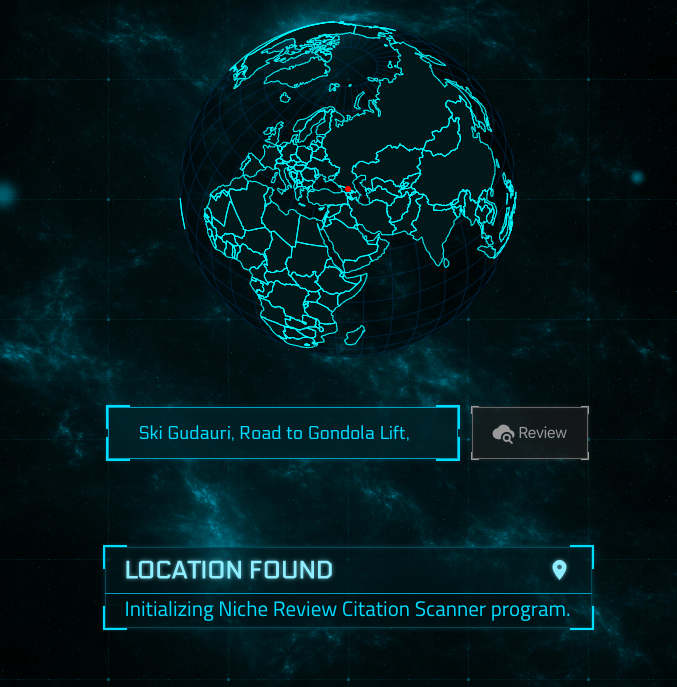 Ski Gudauri, Road to Gondola Lift,
Review
LOCATION FOUND
Initializing Niche Review Citation Scanner program.